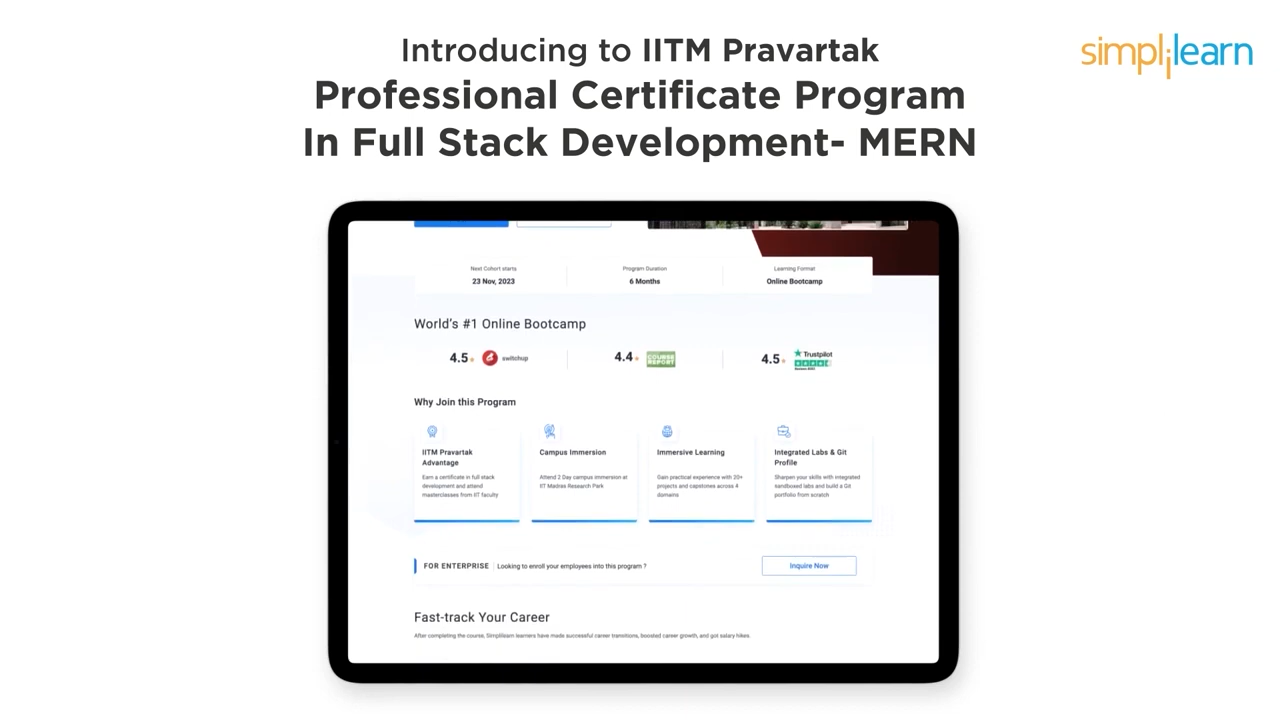 Introducing to IITM Pravartak
simplilearn
Professional Certificate Program
In Full Stack Development- MERN
Next Cohort starts
23 Nov, 2023
Program Duration
6 Months
Learning Format
Online Bootcamp
World's #1 Online Bootcamp
4.5 switchup
4.4 COURSE REPORT
4.5 Trustpilot
Why Join this Program
IITM Pravartak
Advantage
Earn a certificate in full stack
development and attend
masterclasses from IIT faculty
Campus Immersion
Attend 2 Day campus immersion at
IIT Madras Research Park
Immersive Learning
Gain practical experience with 20+
projects and capstones across 4
domains
Integrated Labs & Git
Profile
Sharpen your skills with integrated
sandboxed labs and build a Git
portfolio from scratch
FOR ENTERPRISE Looking to enroll your employees into this program ?
Inquire Now
Fast-track Your Career
After completing the course, Simplilearn learners have made successful career transitions, boosted career growth, and got salary hikes.